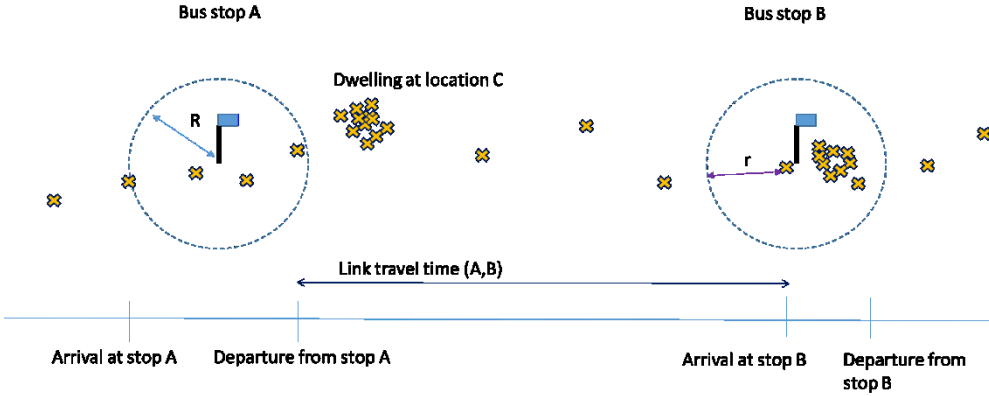 Bus stop A
Bus stop B
Dwelling at location C
R
r
Link travel time (A,B)
Arrival at stop A
Departure from stop A
Arrival at stop B
Departure from
stop B